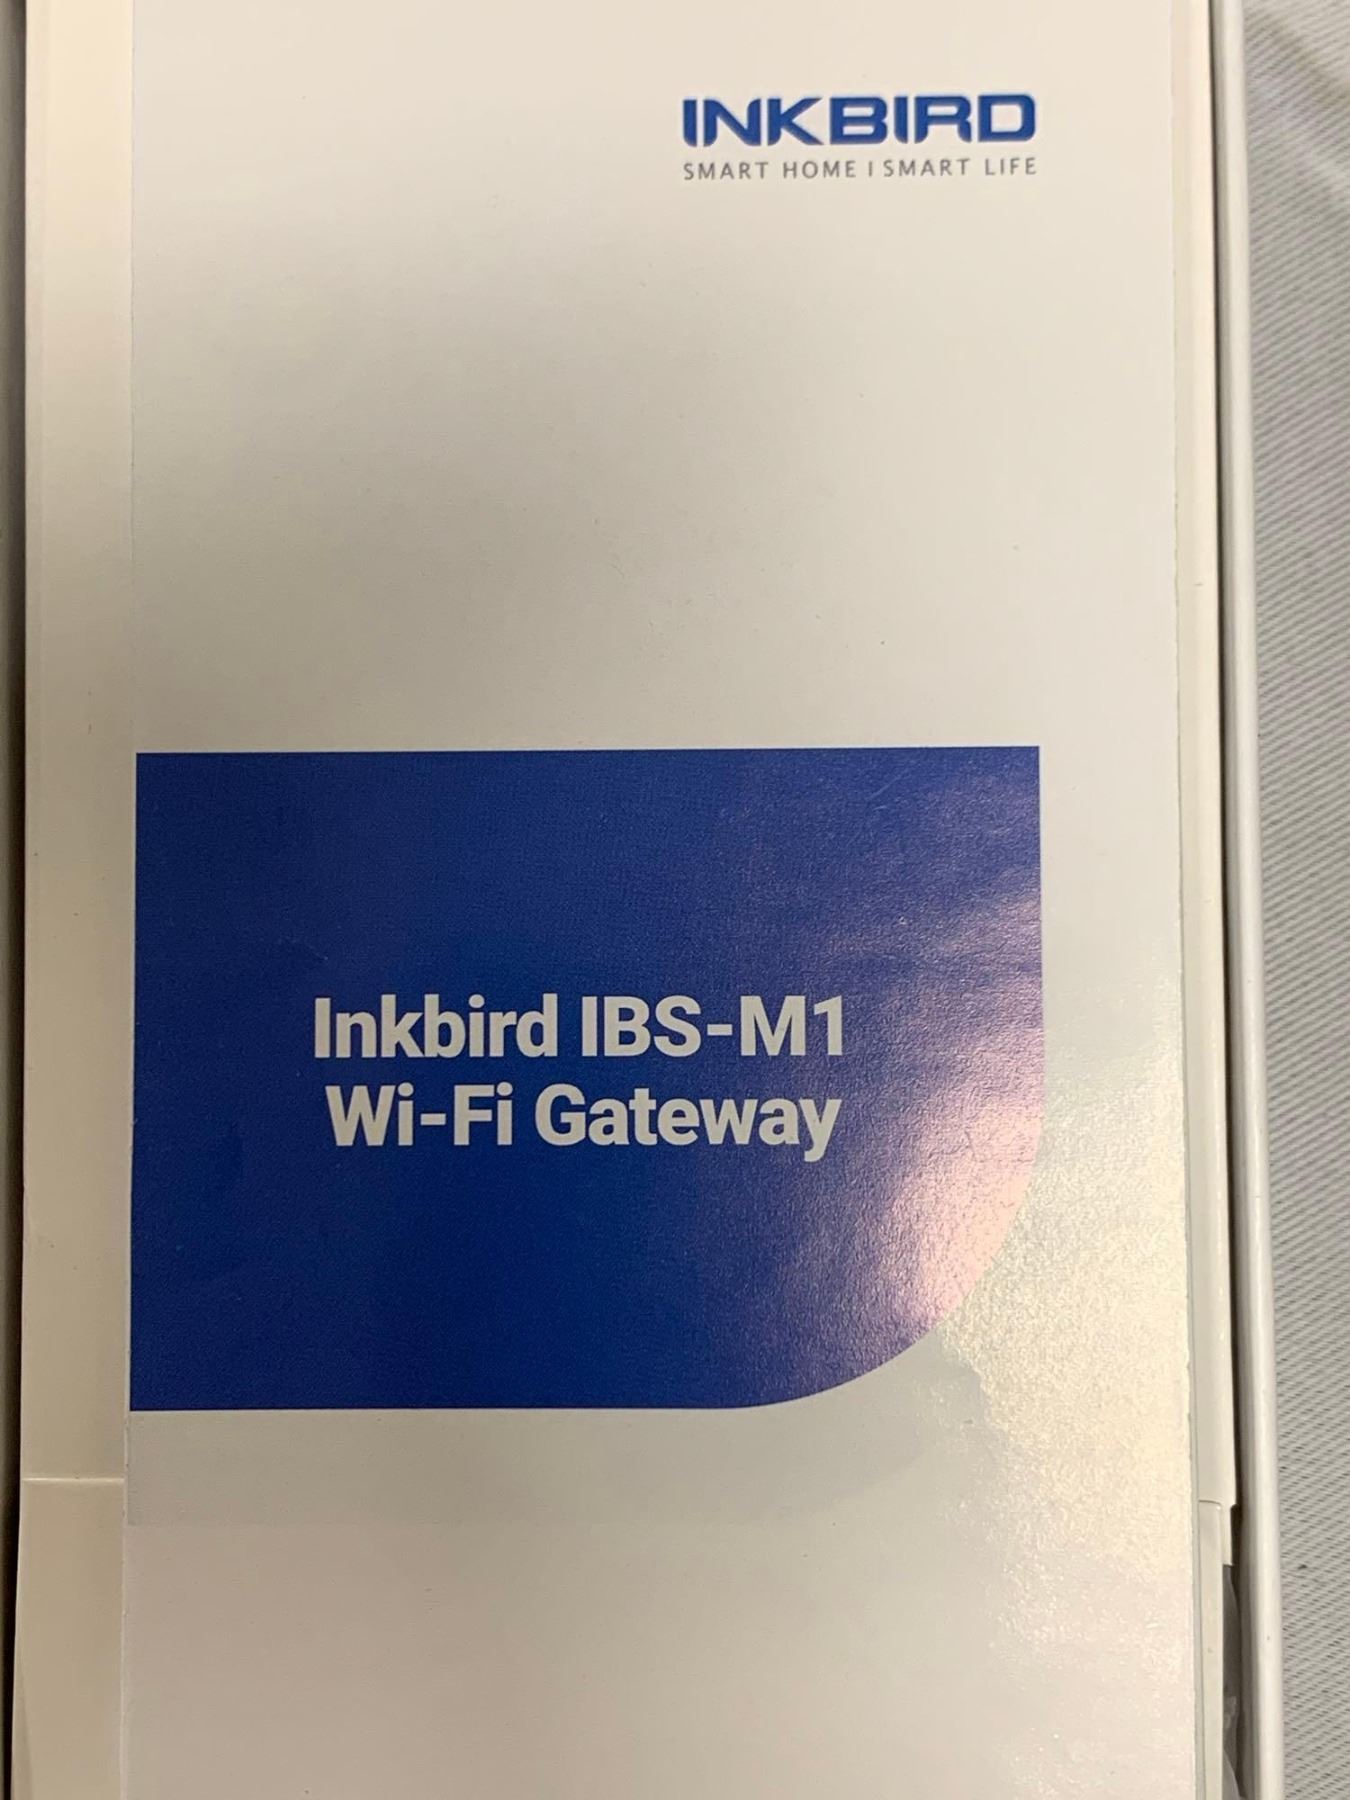 INKBIRD
SMART HOME | SMART LIFE
Inkbird IBS-M1
Wi-Fi Gateway